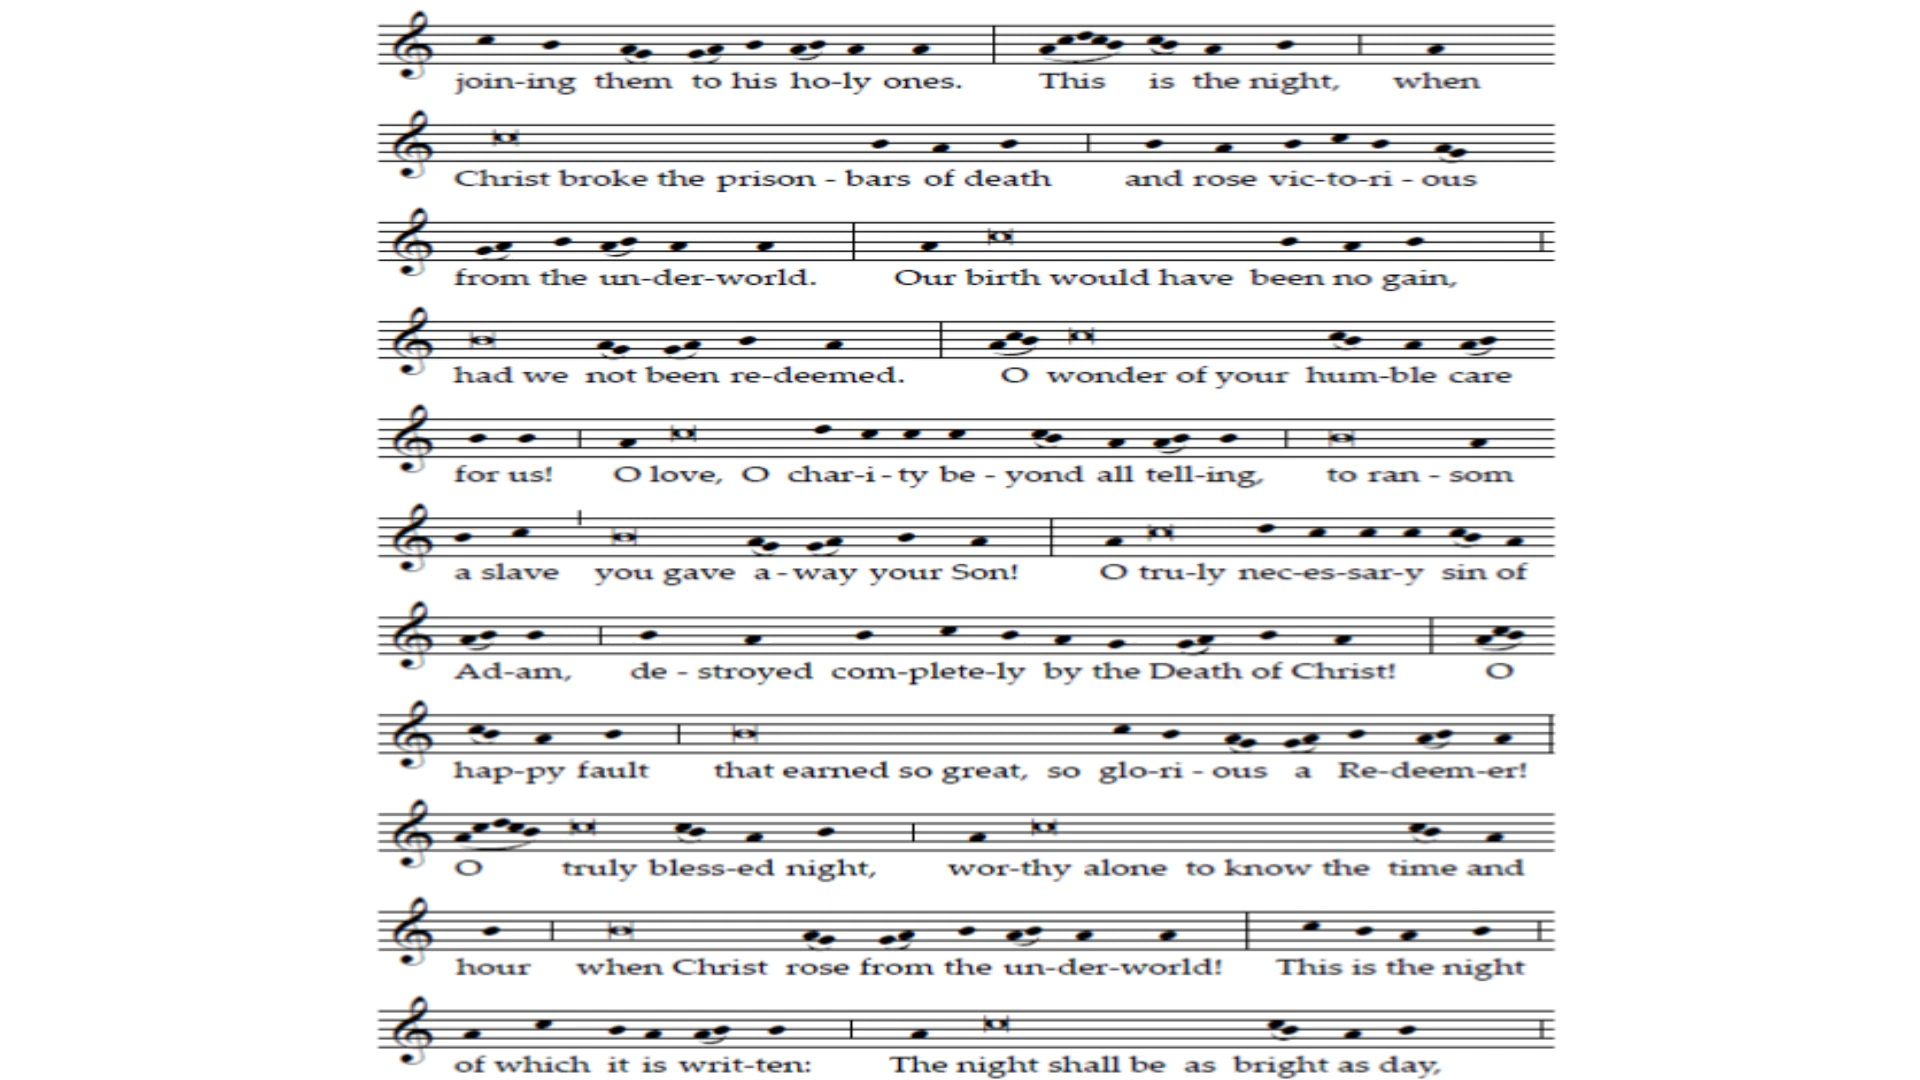 join-ing them to his ho-ly ones. This is the night, when
Christ broke the prison - bars of death and rose vic-to-ri - ous
from the un-der-world. Our birth would have been no gain,
had we not been re-deemed. O wonder of your hum-ble care
for us! O love, O char-i-ty be - yond all tell-ing, to ran - som
a slave you gave a-way your Son! O tru-ly nec-es-sar-y sin of
Ad-am, de - stroyed com-plete-ly by the Death of Christ! O
hap-py fault that earned so great, so glo-ri - ous a Re-deem-er!
O truly bless-ed night, wor-thy alone to know the time and
hour when Christ rose from the un-der-world! This is the night
of which it is writ-ten: The night shall be as bright as day,